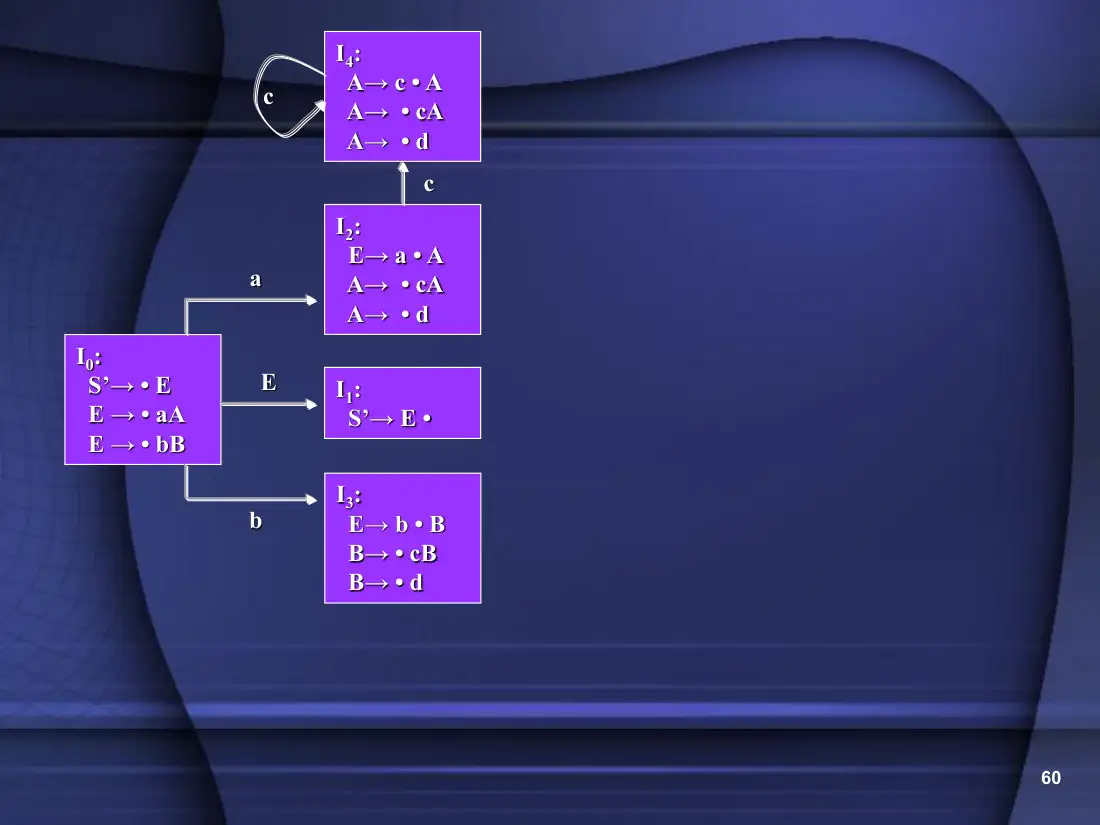 I4:
A→ c • A
A→ • cA
A→ • d
c
c
I2:
E→ a • A
A→ • cA
A→ • d
a
I0:
S’→ • E
E → • aA
E → • bB
E
I1:
S’→ E •
b
I3:
E→ b • B
B→ • cB
B→ • d
60